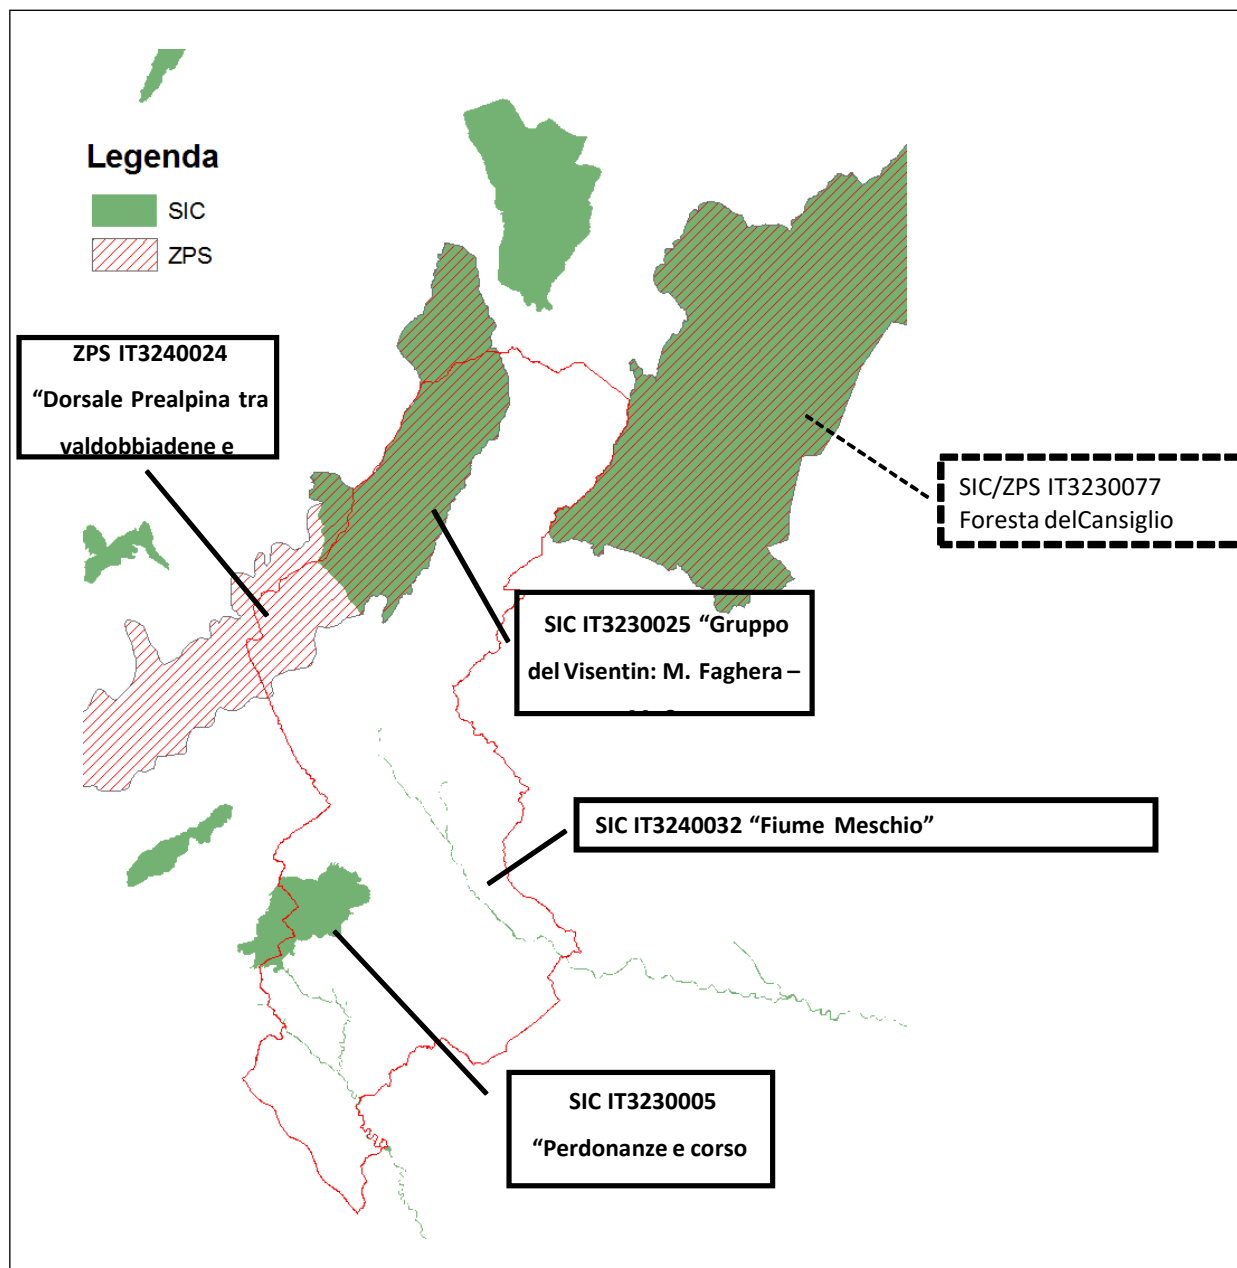 Legenda
SIC
ZPS
ZPS IT3240024
“Dorsale Prealpina tra
valdobbiadene e
SIC/ZPS IT3230077
Foresta delCansiglio
SIC IT3230025 “Gruppo
del Visentin: M. Faghera –
SIC IT3240032 “Fiume Meschio”
SIC IT3230005
“Perdonanze e corso